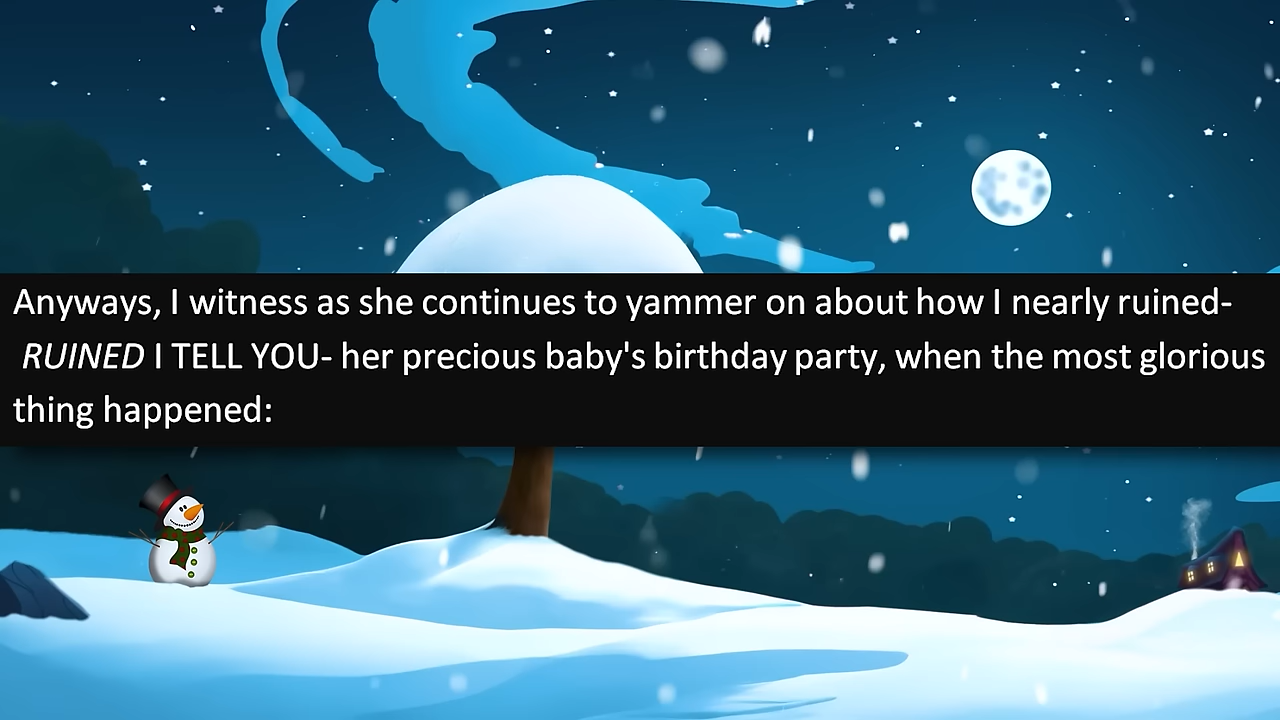 Anyways, I witness as she continues to yammer on about how I nearly ruined-
RUINED I TELL YOU- her precious baby's birthday party, when the most glorious
thing happened: